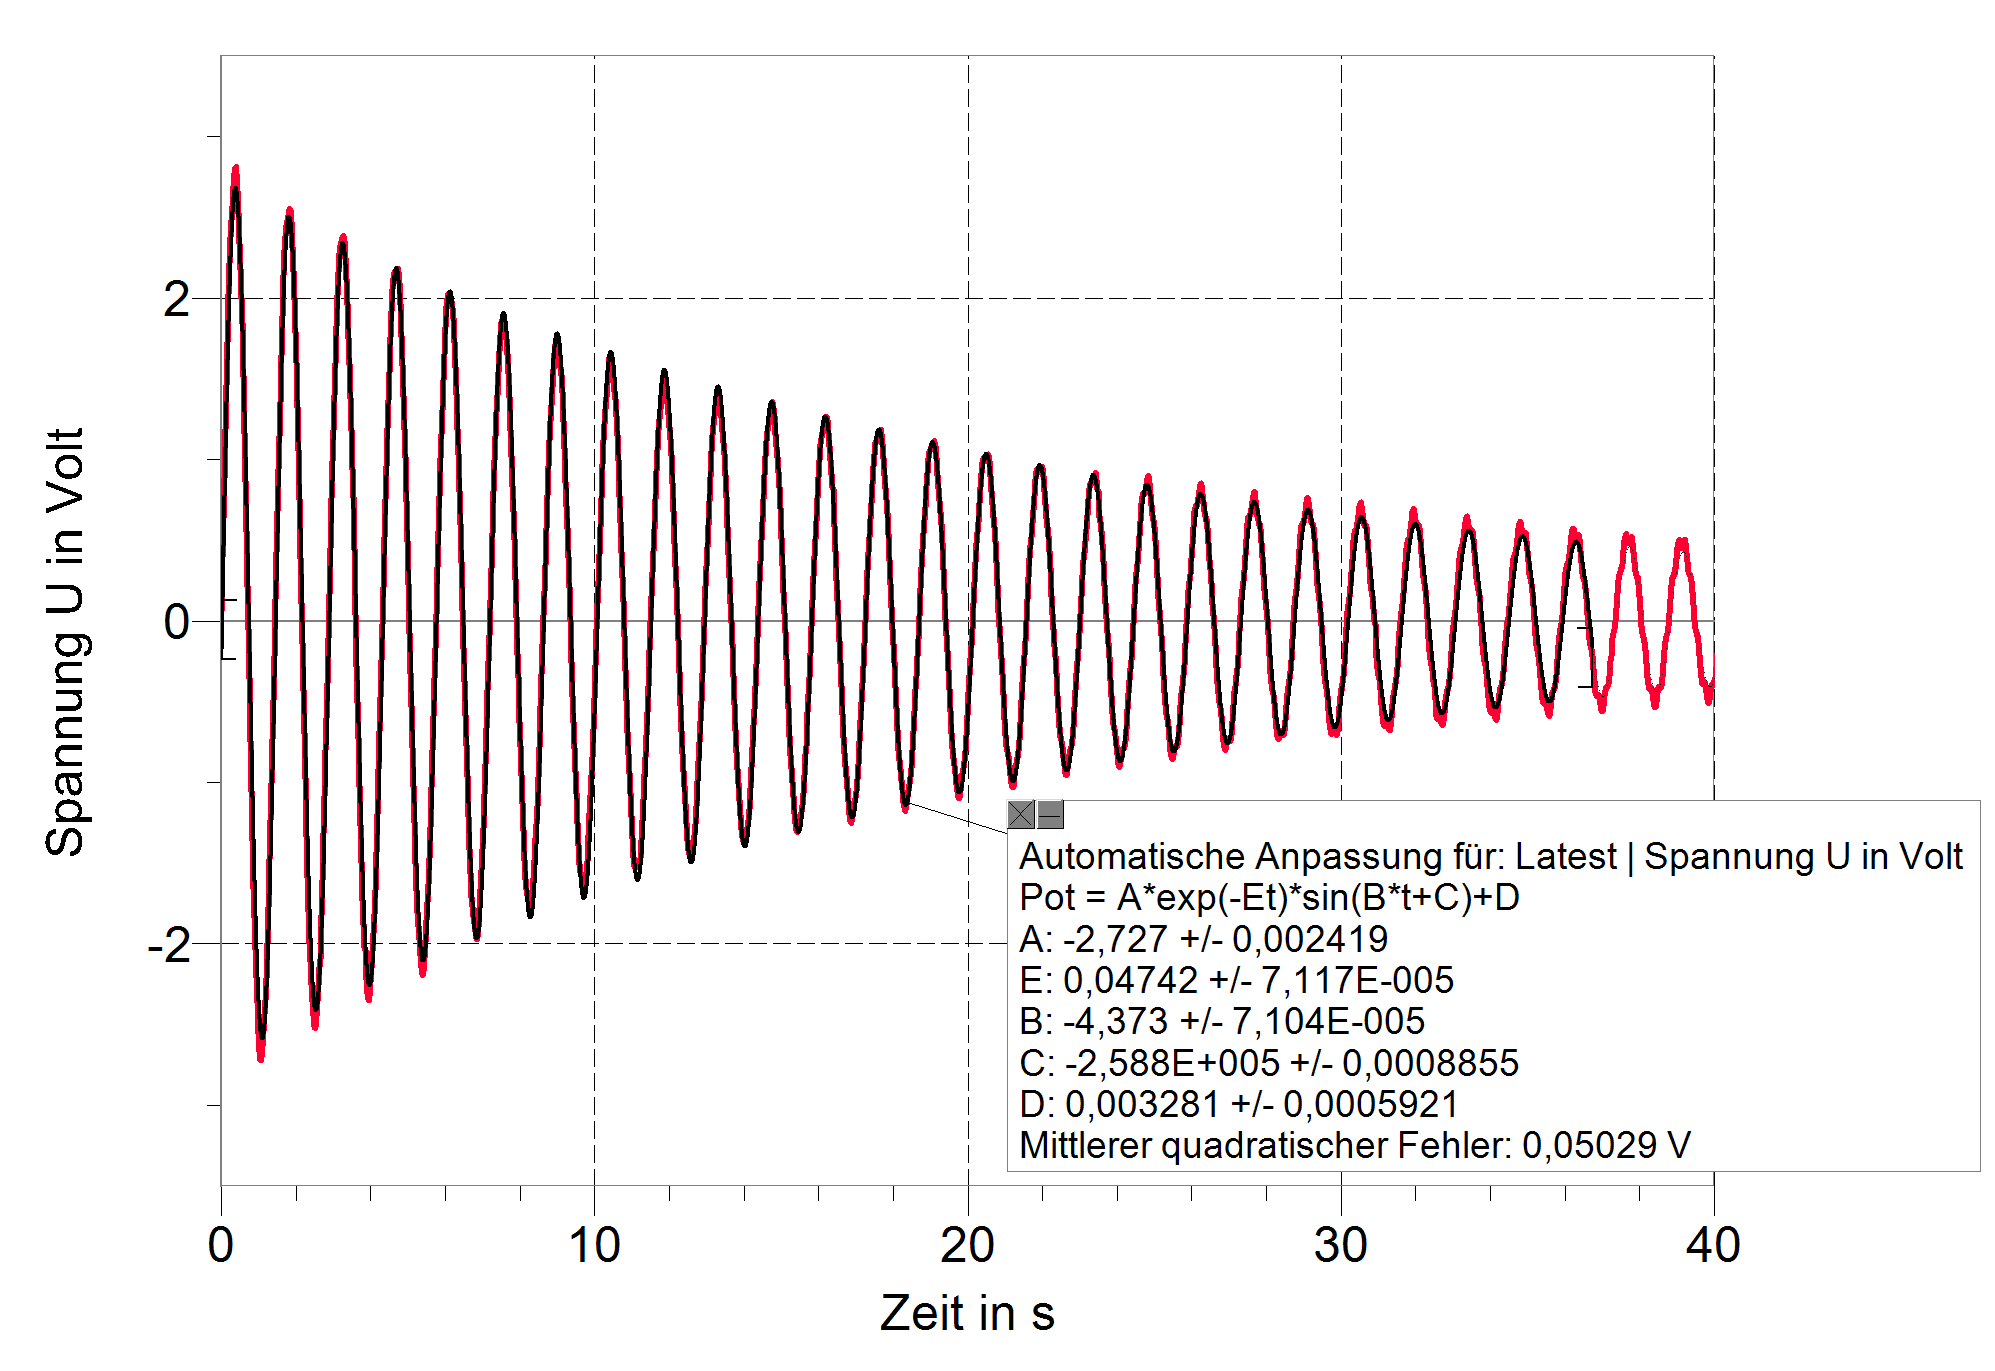 Spannung U in Volt
2
0
-2
Automatische Anpassung für: Latest | Spannung U in Volt
Pot = A*exp(-Et)*sin(B*t+C)+D
A: -2,727 +/- 0,002419
E: 0,04742 +/- 7,117E-005
B: -4,373 +/- 7,104E-005
C: -2,588E+005 +/- 0,0008855
D: 0,003281 +/- 0,0005921
Mittlerer quadratischer Fehler: 0,05029 V
0 10 20 30 40
Zeit in s